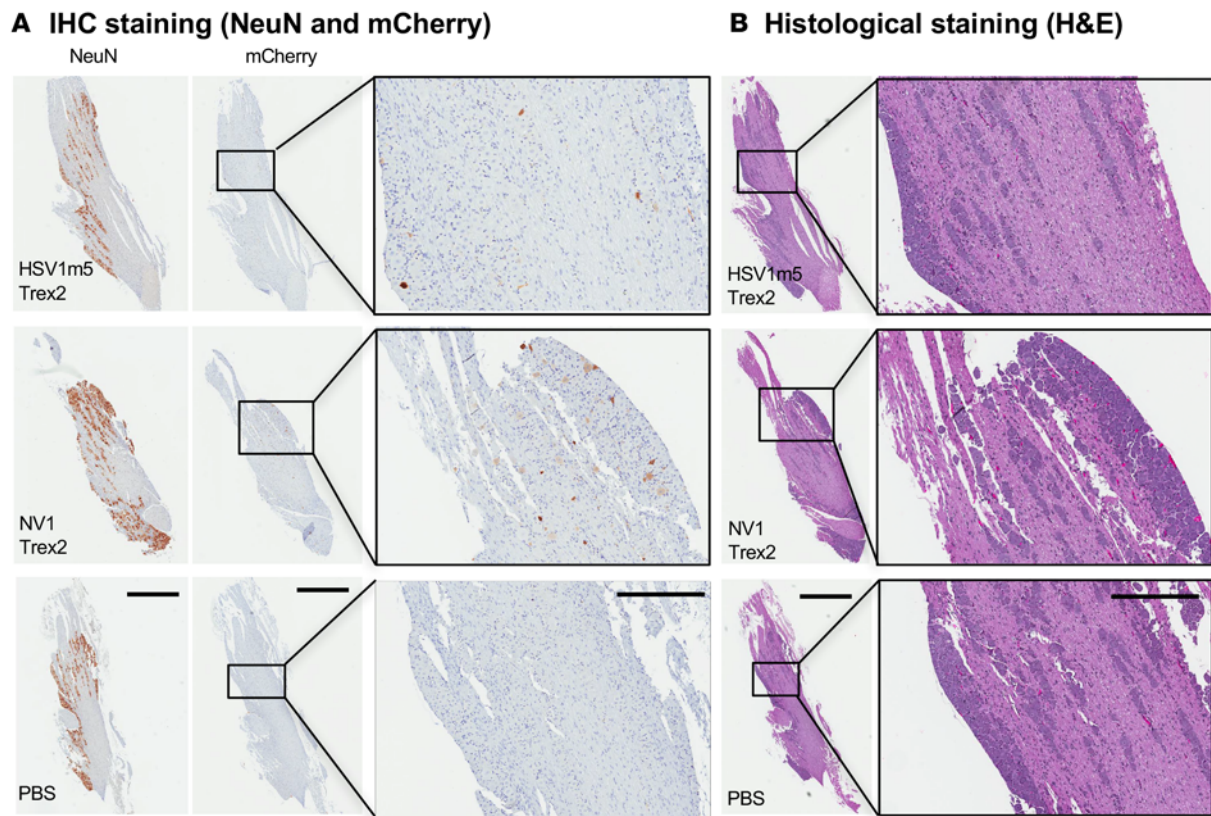 A IHC staining (NeuN and mCherry)
NeuN mCherry
HSV1m5
Trex2
NV1
Trex2
PBS
B Histological staining (H&E)
HSV1m5
Trex2
NV1
Trex2
PBS